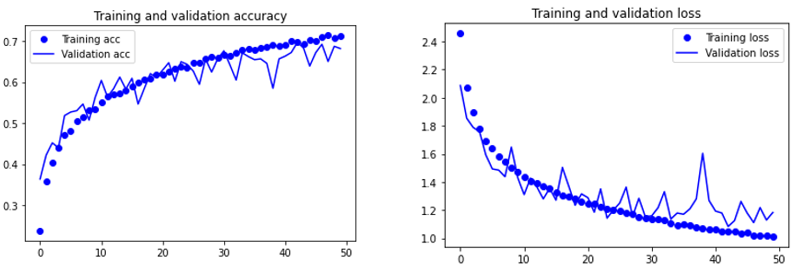 Training and validation accuracy
Training acc
Validation acc
0.7
0.6
0.5
0.4
0.3
0 10 20 30 40 50
Training and validation loss
Training loss
Validation loss
2.4
2.2
2.0
1.8
1.6
1.4
1.2
1.0
0 10 20 30 40 50